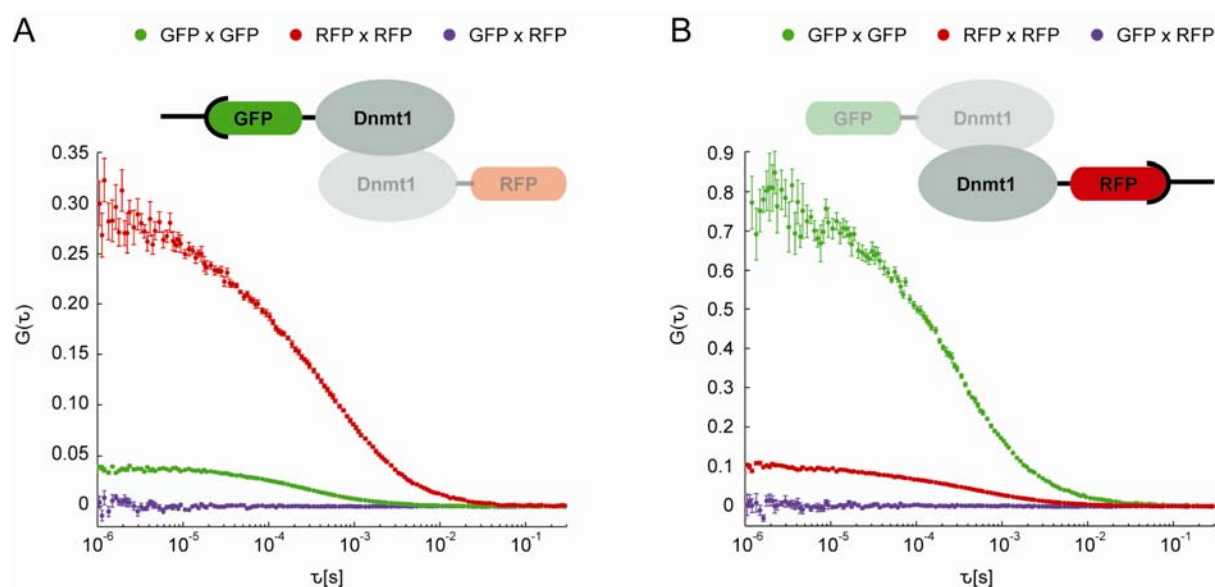 A
GFP x GFP RFP x RFP GFP x RFP
GFP Dnmt1
Dnmt1 RFP
0.35
0.30
0.25
0.20
0.15
0.10
0.05
0
G(τ)
10-6 10-5 10-4 10-3 10-2 10-1
τ[s]
B
GFP x GFP RFP x RFP GFP x RFP
GFP Dnmt1
Dnmt1 RFP
0.9
0.8
0.7
0.6
0.5
0.4
0.3
0.2
0.1
0
G(τ)
10-6 10-5 10-4 10-3 10-2 10-1
τ[s]